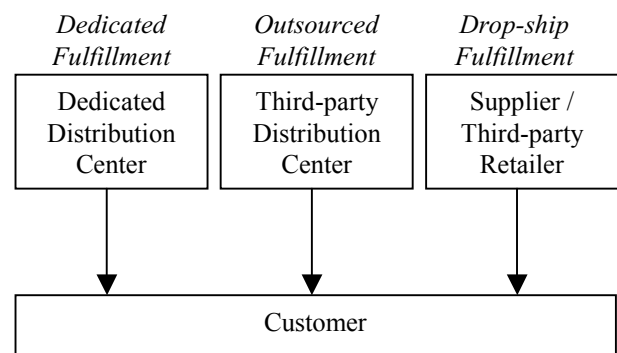 Dedicated
Fulfillment
Outsourced
Fulfillment
Drop-ship
Fulfillment
Dedicated
Distribution
Center
Third-party
Distribution
Center
Supplier /
Third-party
Retailer
Customer